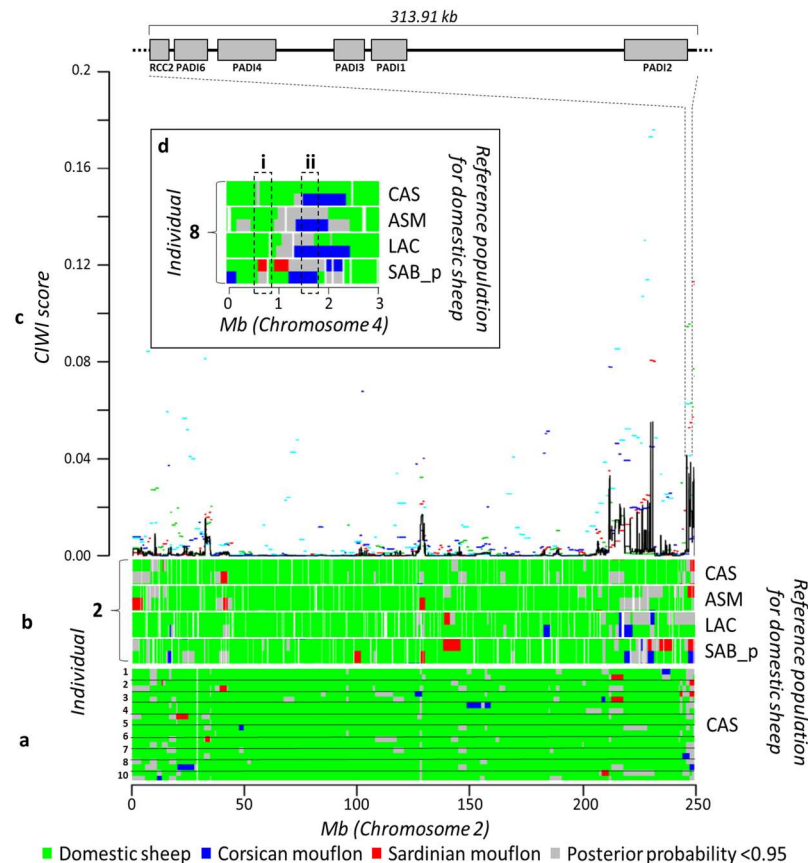 313.91 kb
RCC2 PADI6 PADI4 PADI3 PADI1 PADI2
0.2
0.16
0.12
0.08
0.04
0.00
c
CIWI score
d
i ii
Individual
8
CAS
ASM
LAC
SAB_p
Reference population
for domestic sheep
0 1 2 3
Mb (Chromosome 4)
b
Individual
2
CAS
ASM
LAC
SAB_p
Reference population
for domestic sheep
a
1
2
3
4
5
6
7
8
10
CAS
0 50 100 150 200 250
Mb (Chromosome 2)
Domestic sheep Corsican mouflon Sardinian mouflon Posterior probability <0.95